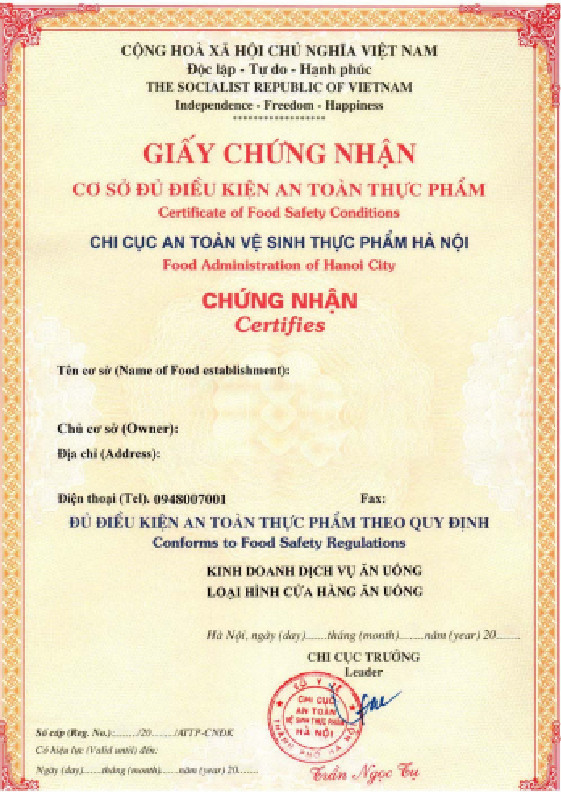 CỘNG HOÀ XÃ HỘI CHỦ NGHĨA VIỆT NAM
Độc lập - Tự do - Hạnh phúc
THE SOCIALIST REPUBLIC OF VIETNAM
Independence - Freedom - Happiness
******************
GIẤY CHỨNG NHẬN
CƠ SỞ ĐỦ ĐIỀU KIỆN AN TOÀN THỰC PHẨM
Certificate of Food Safety Conditions
CHI CỤC AN TOÀN VỆ SINH THỰC PHẨM HÀ NỘI
Food Administration of Hanoi City
CHỨNG NHẬN
Certifies
Tên cơ sở (Name of Food establishment):
Chủ cơ sở (Owner):
Địa chỉ (Address):
Điện thoại (Tel). 0948007001 Fax:
ĐỦ ĐIỀU KIỆN AN TOÀN THỰC PHẨM THEO QUY ĐỊNH
Conforms to Food Safety Regulations
KINH DOANH DỊCH VỤ ĂN UỐNG
LOẠI HÌNH CỬA HÀNG ĂN UỐNG
Hà Nội, ngày (day)......tháng (month)........năm (year) 20........
CHI CỤC TRƯỞNG
Leader
SỞ Y TẾ
CHI CỤC
AN TOÀN
VỆ SINH THỰC PHẨM
HÀ NỘI
THÀNH PHỐ HÀ NỘI
Số cấp (Reg. No.):......../20........./ATTP-CNĐK
Có hiệu lực (Valid until) đến:
Ngày (day)......tháng (month)......năm (year) 20........
Trần Ngọc Tụ